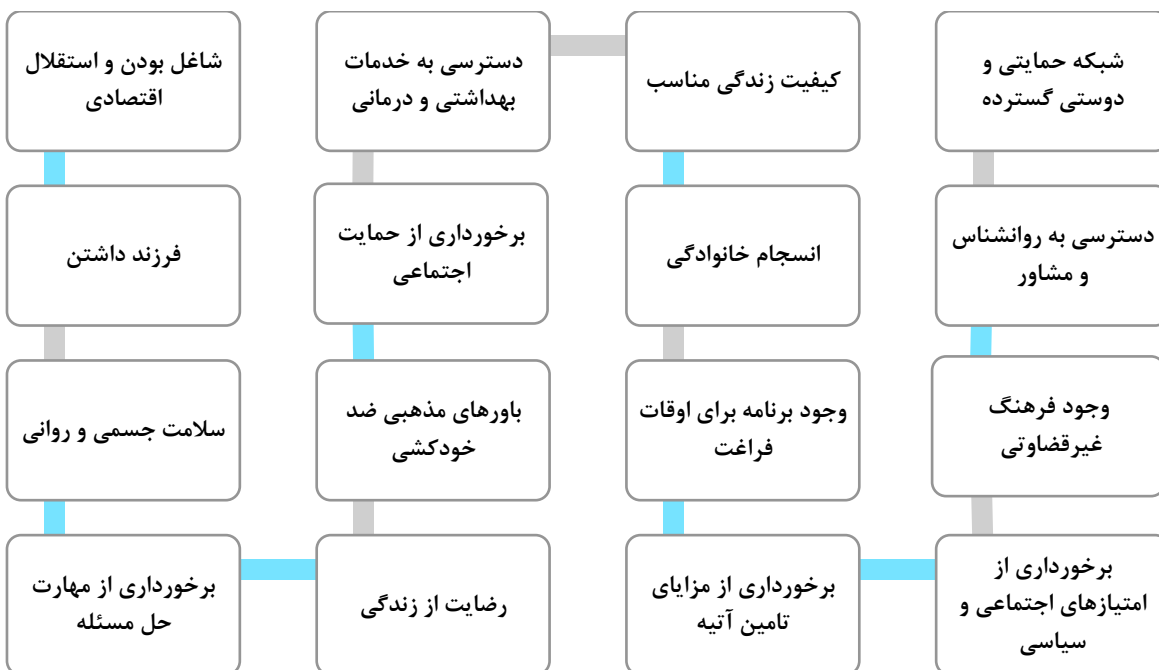 شاغل بودن و استقلال
اقتصادی
فرزند داشتن
سلامت جسمی و روانی
برخورداری از مهارت
حل مسئله
رضایت از زندگی
باورهای مذهبی ضد
خودکشی
برخورداری از حمایت
اجتماعی
دسترسی به خدمات
بهداشتی و درمانی
کیفیت زندگی مناسب
انسجام خانوادگی
وجود برنامه برای اوقات
فراغت
برخورداری از مزایای
تامین آتیه
برخورداری از
امتیازهای اجتماعی و
سیاسی
وجود فرهنگ
غیرقضاوتی
دسترسی به روانشناس
و مشاور
شبکه حمایتی و
دوستی گسترده